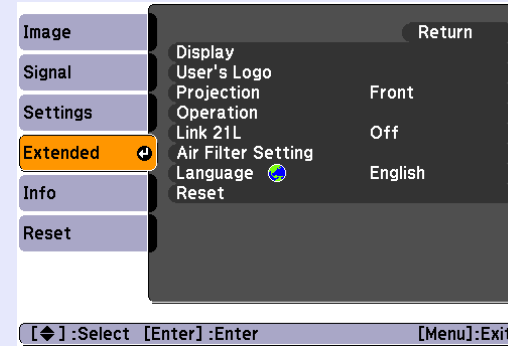 Image
Signal
Settings
Extended
Info
Reset
Return
Display
User's Logo
Projection Front
Operation
Link 21L Off
Air Filter Setting
Language English
Reset
[◆] :Select [Enter] :Enter [Menu]:Exit